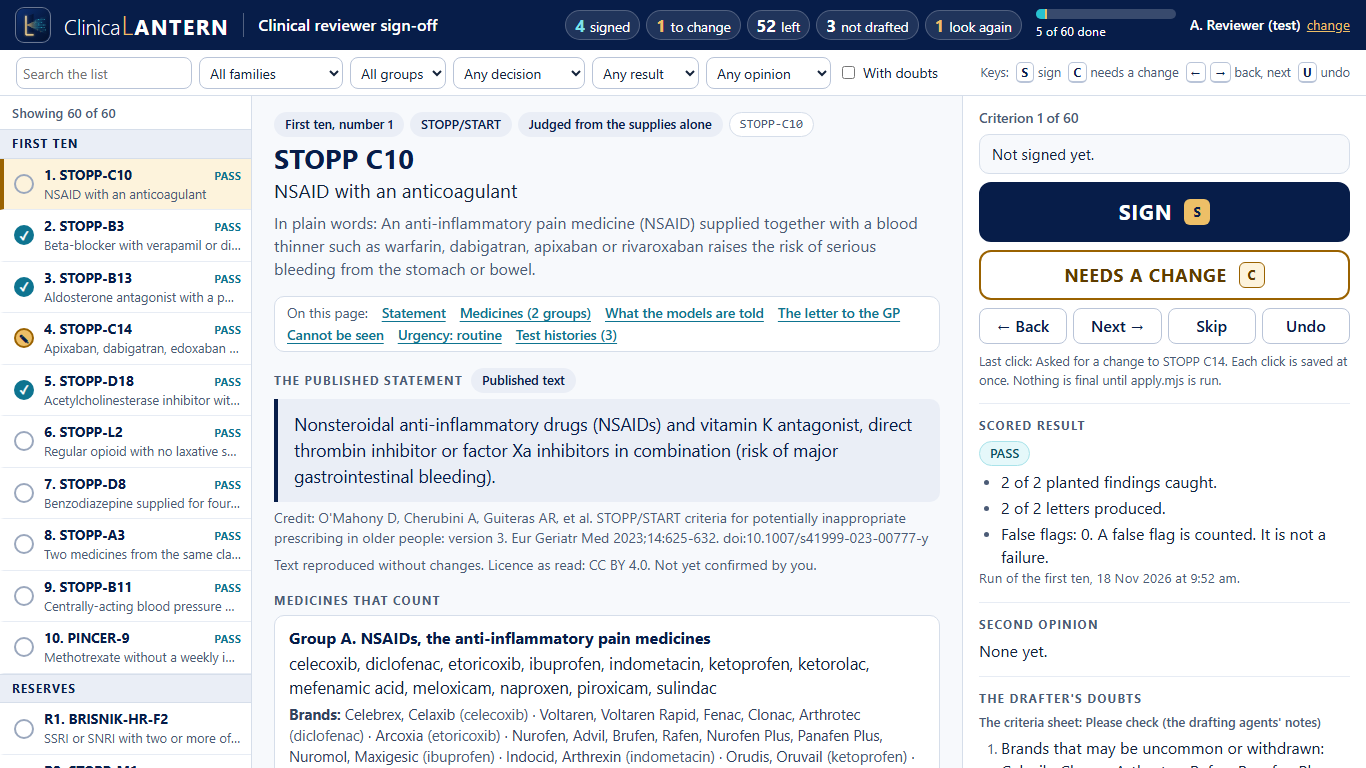 ClinicaLANTERN
Clinical reviewer sign-off
4 signed
1 to change
52 left
3 not drafted
1 look again
5 of 60 done
A. Reviewer (test) change
Search the list
All families
All groups
Any decision
Any result
Any opinion
With doubts
Keys: S sign C needs a change ← → back, next U undo
Showing 60 of 60
FIRST TEN
1. STOPP-C10 PASS
NSAID with an anticoagulant
2. STOPP-B3 PASS
Beta-blocker with verapamil or di...
3. STOPP-B13 PASS
Aldosterone antagonist with a p...
4. STOPP-C14 PASS
Apixaban, dabigatran, edoxaban ...
5. STOPP-D18 PASS
Acetylcholinesterase inhibitor wit...
6. STOPP-L2 PASS
Regular opioid with no laxative s...
7. STOPP-D8 PASS
Benzodiazepine supplied for four...
8. STOPP-A3 PASS
Two medicines from the same cla...
9. STOPP-B11 PASS
Centrally-acting blood pressure ...
10. PINCER-9 PASS
Methotrexate without a weekly i...
RESERVES
R1. BRISNIK-HR-F2
SSRI or SNRI with two or more of...
First ten, number 1
STOPP/START
Judged from the supplies alone
STOPP-C10
STOPP C10
NSAID with an anticoagulant
In plain words: An anti-inflammatory pain medicine (NSAID) supplied together with a blood
thinner such as warfarin, dabigatran, apixaban or rivaroxaban raises the risk of serious
bleeding from the stomach or bowel.
On this page: Statement Medicines (2 groups) What the models are told The letter to the GP
Cannot be seen Urgency: routine Test histories (3)
THE PUBLISHED STATEMENT Published text
Nonsteroidal anti-inflammatory drugs (NSAIDs) and vitamin K antagonist, direct
thrombin inhibitor or factor Xa inhibitors in combination (risk of major
gastrointestinal bleeding).
Credit: O'Mahony D, Cherubini A, Guiteras AR, et al. STOPP/START criteria for potentially inappropriate
prescribing in older people: version 3. Eur Geriatr Med 2023;14:625-632. doi:10.1007/s41999-023-00777-y
Text reproduced without changes. Licence as read: CC BY 4.0. Not yet confirmed by you.
MEDICINES THAT COUNT
Group A. NSAIDs, the anti-inflammatory pain medicines
celecoxib, diclofenac, etoricoxib, ibuprofen, indometacin, ketoprofen, ketorolac,
mefenamic acid, meloxicam, naproxen, piroxicam, sulindac
Brands: Celebrex, Celaxib (celecoxib) · Voltaren, Voltaren Rapid, Fenac, Clonac, Arthrotec
(diclofenac) · Arcoxia (etoricoxib) · Nurofen, Advil, Brufen, Rafen, Nurofen Plus, Panafen Plus,
Nuromol, Maxigesic (ibuprofen) · Indocid, Arthrexin (indometacin) · Orudis, Oruvail (ketoprofen) ·
Criterion 1 of 60
Not signed yet.
SIGN S
NEEDS A CHANGE C
← Back
Next →
Skip
Undo
Last click: Asked for a change to STOPP C14. Each click is saved at
once. Nothing is final until apply.mjs is run.
SCORED RESULT
PASS
• 2 of 2 planted findings caught.
• 2 of 2 letters produced.
• False flags: 0. A false flag is counted. It is not a
failure.
Run of the first ten, 18 Nov 2026 at 9:52 am.
SECOND OPINION
None yet.
THE DRAFTER'S DOUBTS
The criteria sheet: Please check (the drafting agents' notes)
1. Brands that may be uncommon or withdrawn: